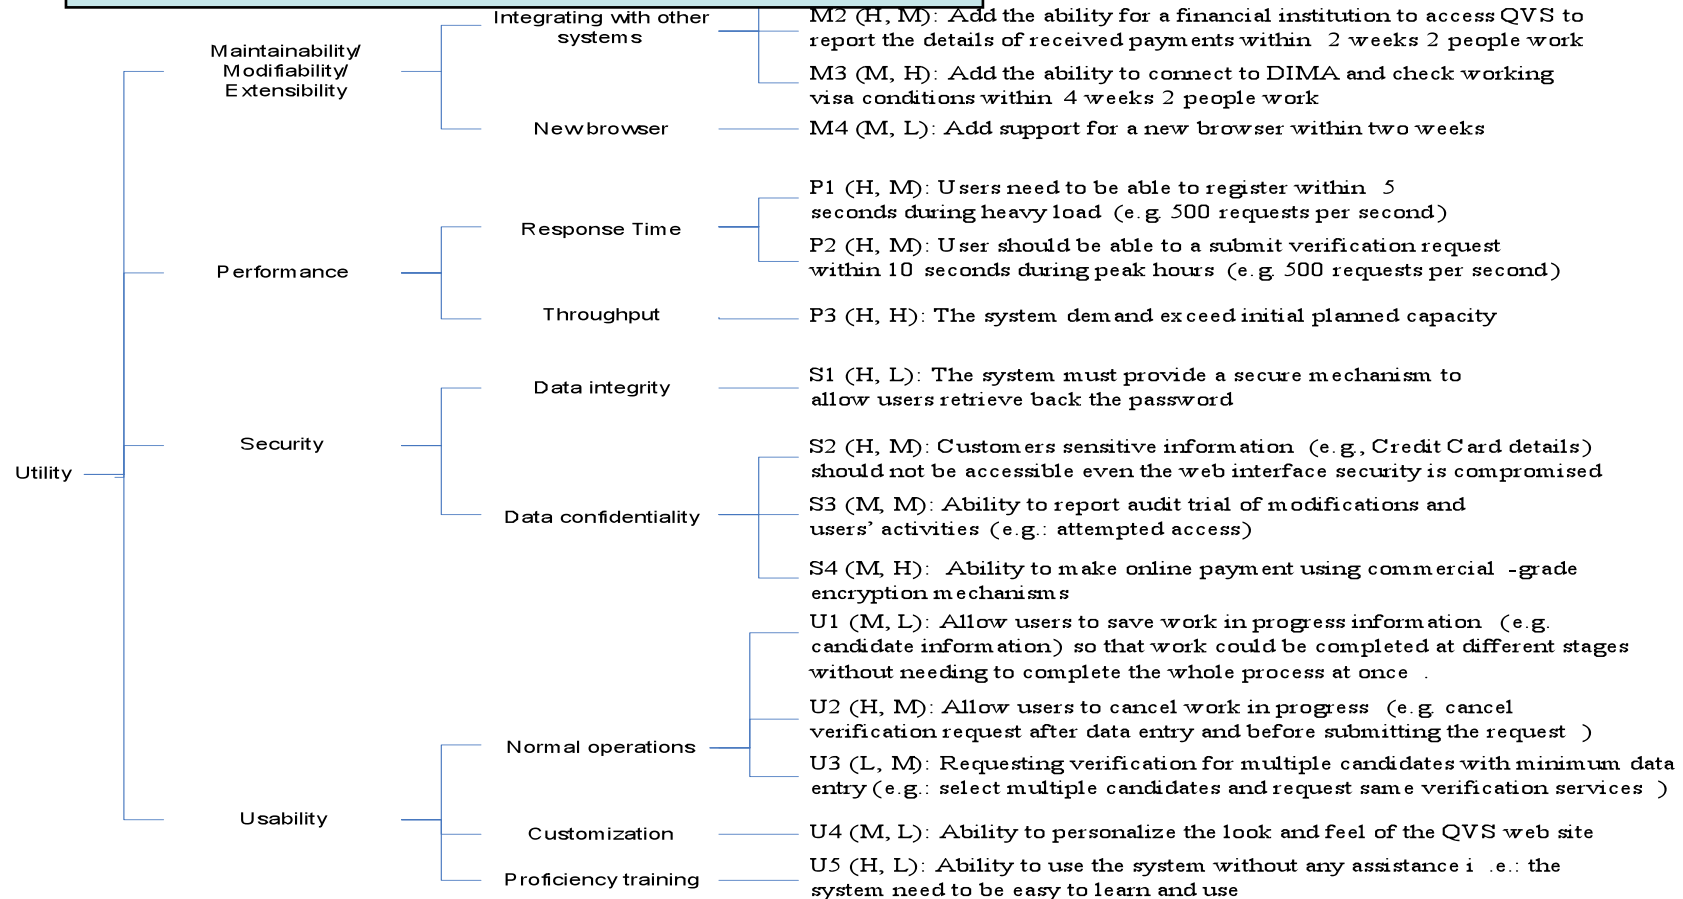 Integrating with other
systems
M2 (H, M): Add the ability for a financial institution to access QVS to
report the details of received payments within 2 weeks 2 people work
Maintainability/
Modifiability/
Extensibility
M3 (M, H): Add the ability to connect to DIMA and check working
visa conditions within 4 weeks 2 people work
New browser
M4 (M, L): Add support for a new browser within two weeks
P1 (H, M): Users need to be able to register within 5
seconds during heavy load (e.g. 500 requests per second)
Response Time
P2 (H, M): User should be able to a submit verification request
within 10 seconds during peak hours (e.g. 500 requests per second)
Performance
Throughput
P3 (H, H): The system demand exceed initial planned capacity
Data integrity
S1 (H, L): The system must provide a secure mechanism to
allow users retrieve back the password
Security
S2 (H, M): Customers sensitive information (e.g., Credit Card details)
should not be accessible even the web interface security is compromised
Utility
Data confidentiality
S3 (M, M): Ability to report audit trial of modifications and
users' activities (e.g.: attempted access)
S4 (M, H): Ability to make online payment using commercial -grade
encryption mechanisms
U1 (M, L): Allow users to save work in progress information (e.g.
candidate information) so that work could be completed at different stages
without needing to complete the whole process at once .
U2 (H, M): Allow users to cancel work in progress (e.g. cancel
verification request after data entry and before submitting the request )
Normal operations
U3 (L, M): Requesting verification for multiple candidates with minimum data
entry (e.g.: select multiple candidates and request same verification services )
Usability
Customization
U4 (M, L): Ability to personalize the look and feel of the QVS web site
Proficiency training
U5 (H, L): Ability to use the system without any assistance i .e.: the
system need to be easy to learn and use